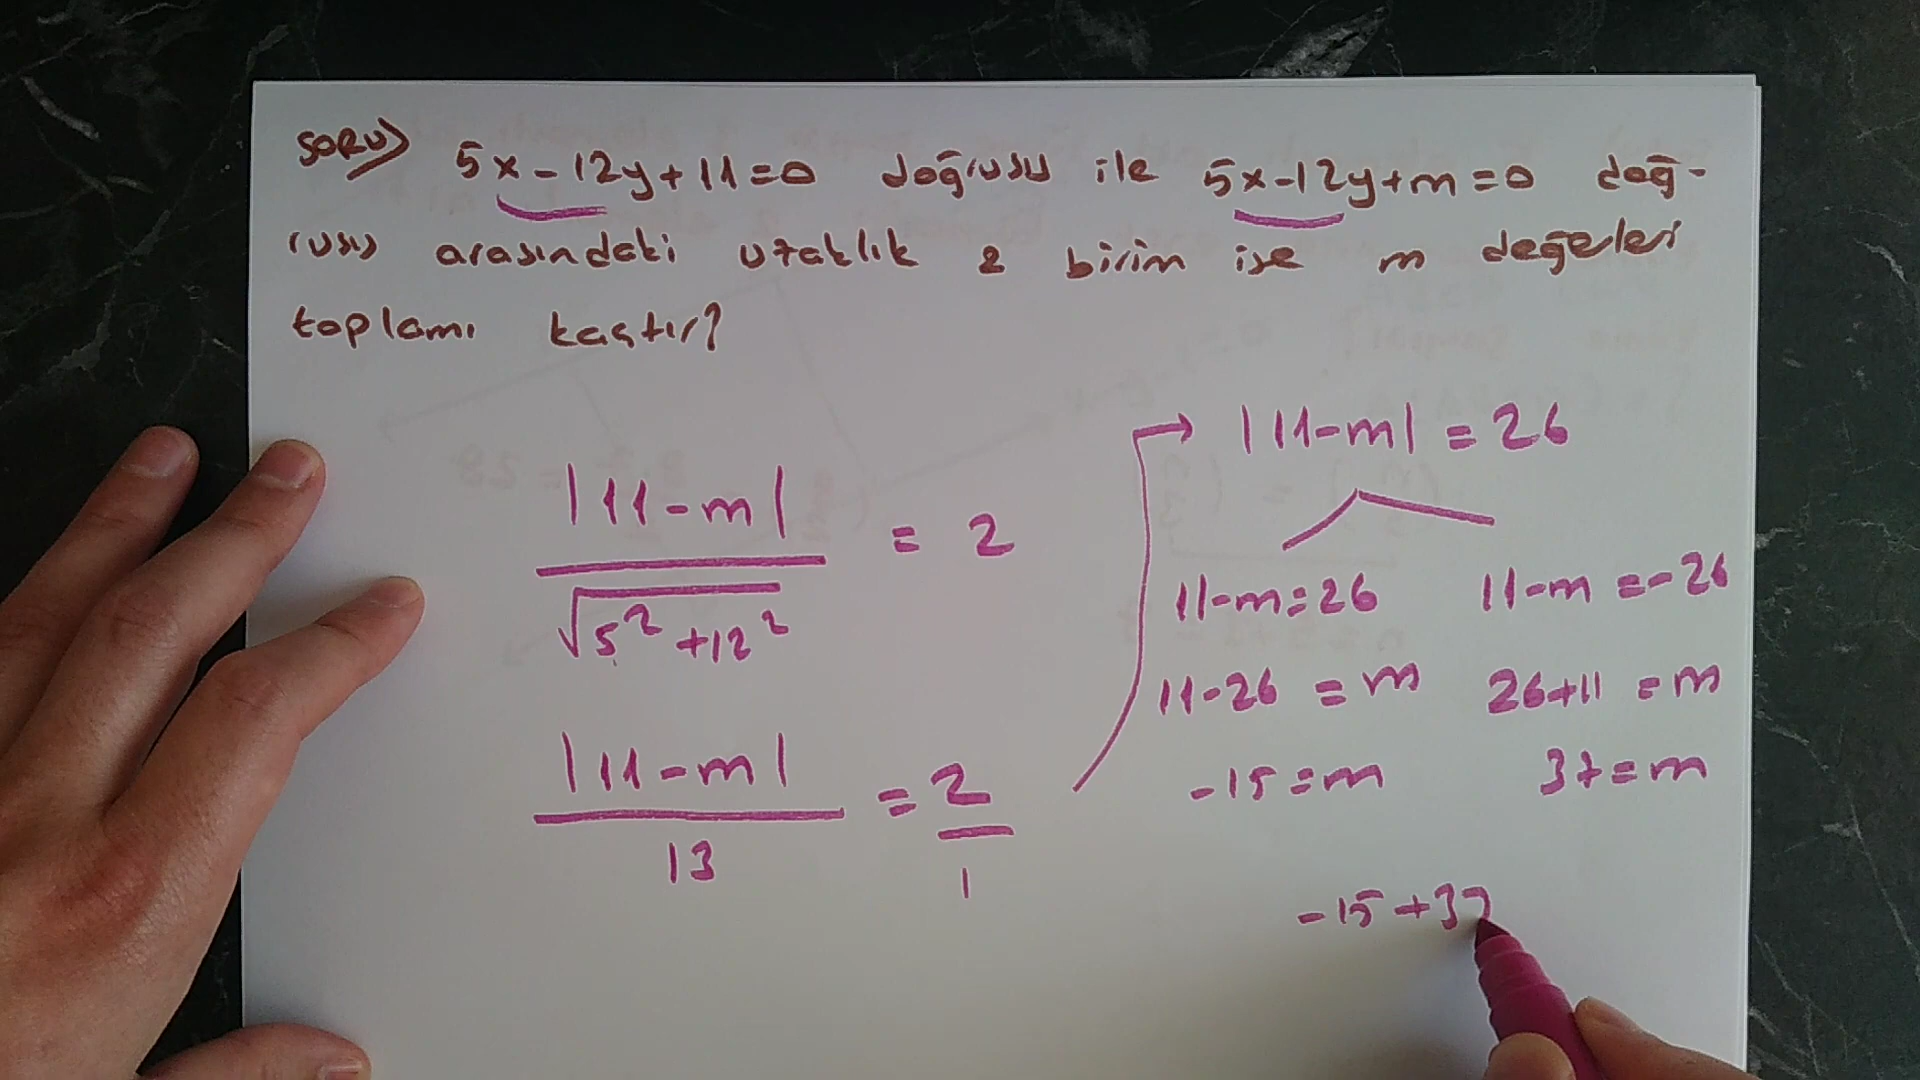 SORU) 5x-12y+11=0 doğrusu ile 5x-12y+m=0 doğ-
rusu arasındaki uzaklık 2 birim ise m değerleri
toplamı kaçtır?
|11-m| / √5²+12² = 2
|11-m| / 13 = 2 / 1
→ |11-m| = 26
11-m=26 11-m=-26
11-26=m 26+11=m
-15=m 37=m
-15+37